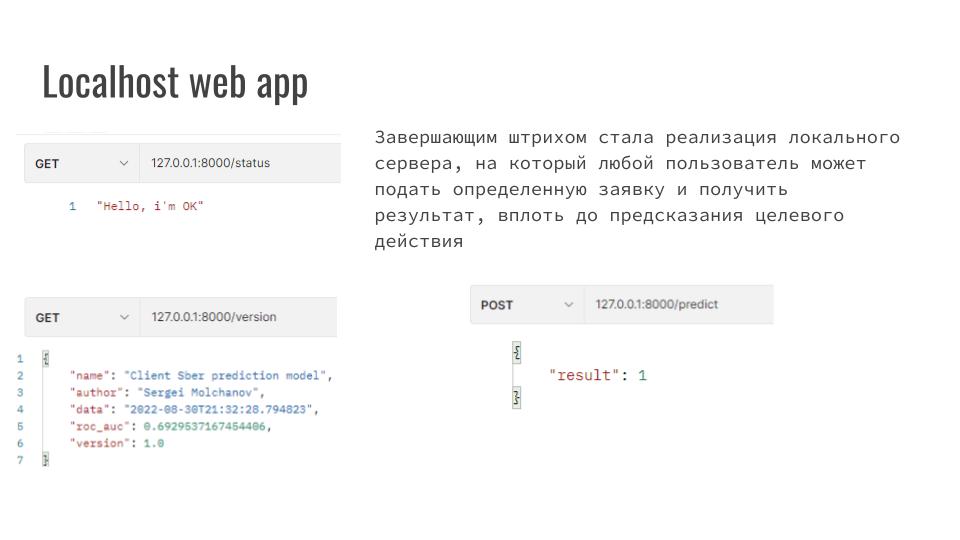 Localhost web app
GET 127.0.0.1:8000/status
1 "Hello, i'm OK"
Завершающим штрихом стала реализация локального
сервера, на который любой пользователь может
подать определенную заявку и получить
результат, вплоть до предсказания целевого
действия
GET 127.0.0.1:8000/version
1 {
2 "name": "Client Sber prediction model",
3 "author": "Sergei Molchanov",
4 "data": "2022-08-30T21:32:28.794823",
5 "roc_auc": 0.6929537167454406,
6 "version": 1.0
7 }
POST 127.0.0.1:8000/predict
{
"result": 1
}